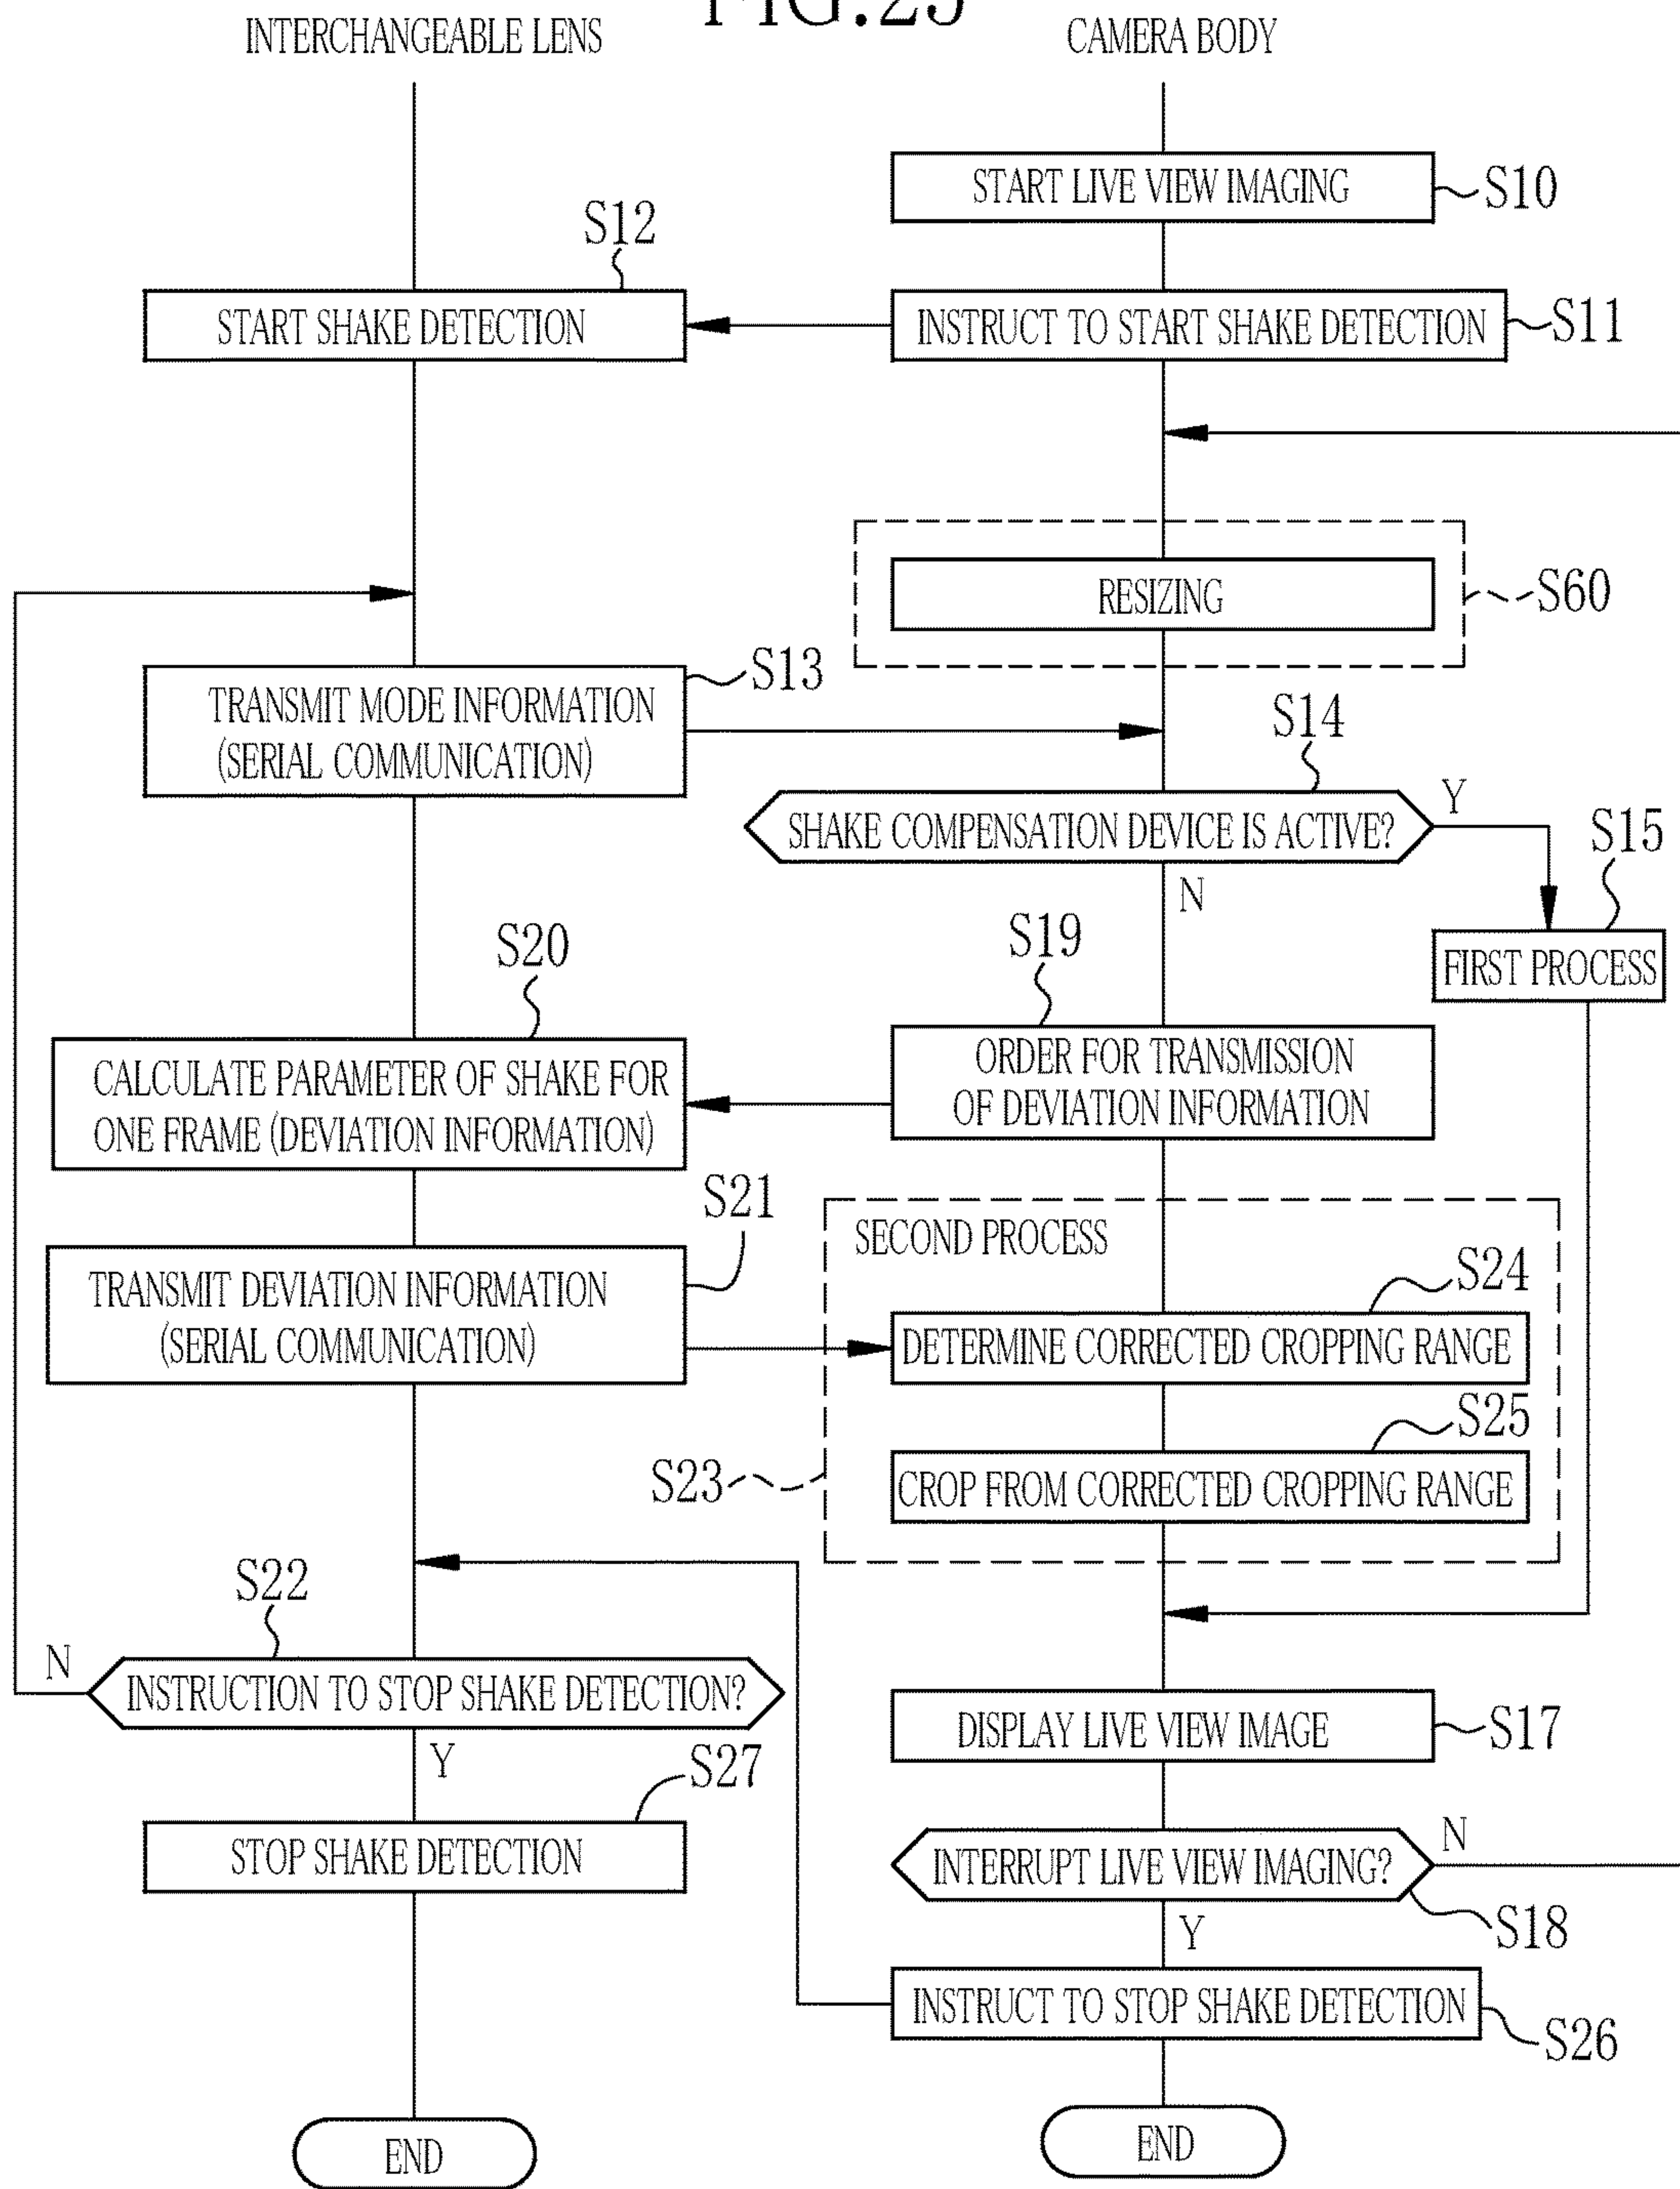 FIG.25
INTERCHANGEABLE LENS
CAMERA BODY
START LIVE VIEW IMAGING
S10
S12
START SHAKE DETECTION
INSTRUCT TO START SHAKE DETECTION
S11
RESIZING
S60
S13
TRANSMIT MODE INFORMATION
(SERIAL COMMUNICATION)
S14
SHAKE COMPENSATION DEVICE IS ACTIVE?
Y
N
S15
FIRST PROCESS
S20
S19
CALCULATE PARAMETER OF SHAKE FOR
ONE FRAME (DEVIATION INFORMATION)
ORDER FOR TRANSMISSION
OF DEVIATION INFORMATION
S21
SECOND PROCESS
TRANSMIT DEVIATION INFORMATION
(SERIAL COMMUNICATION)
S24
DETERMINE CORRECTED CROPPING RANGE
S25
S23
CROP FROM CORRECTED CROPPING RANGE
S22
N
INSTRUCTION TO STOP SHAKE DETECTION?
Y
DISPLAY LIVE VIEW IMAGE
S17
S27
STOP SHAKE DETECTION
INTERRUPT LIVE VIEW IMAGING?
N
S18
Y
INSTRUCT TO STOP SHAKE DETECTION
S26
END
END